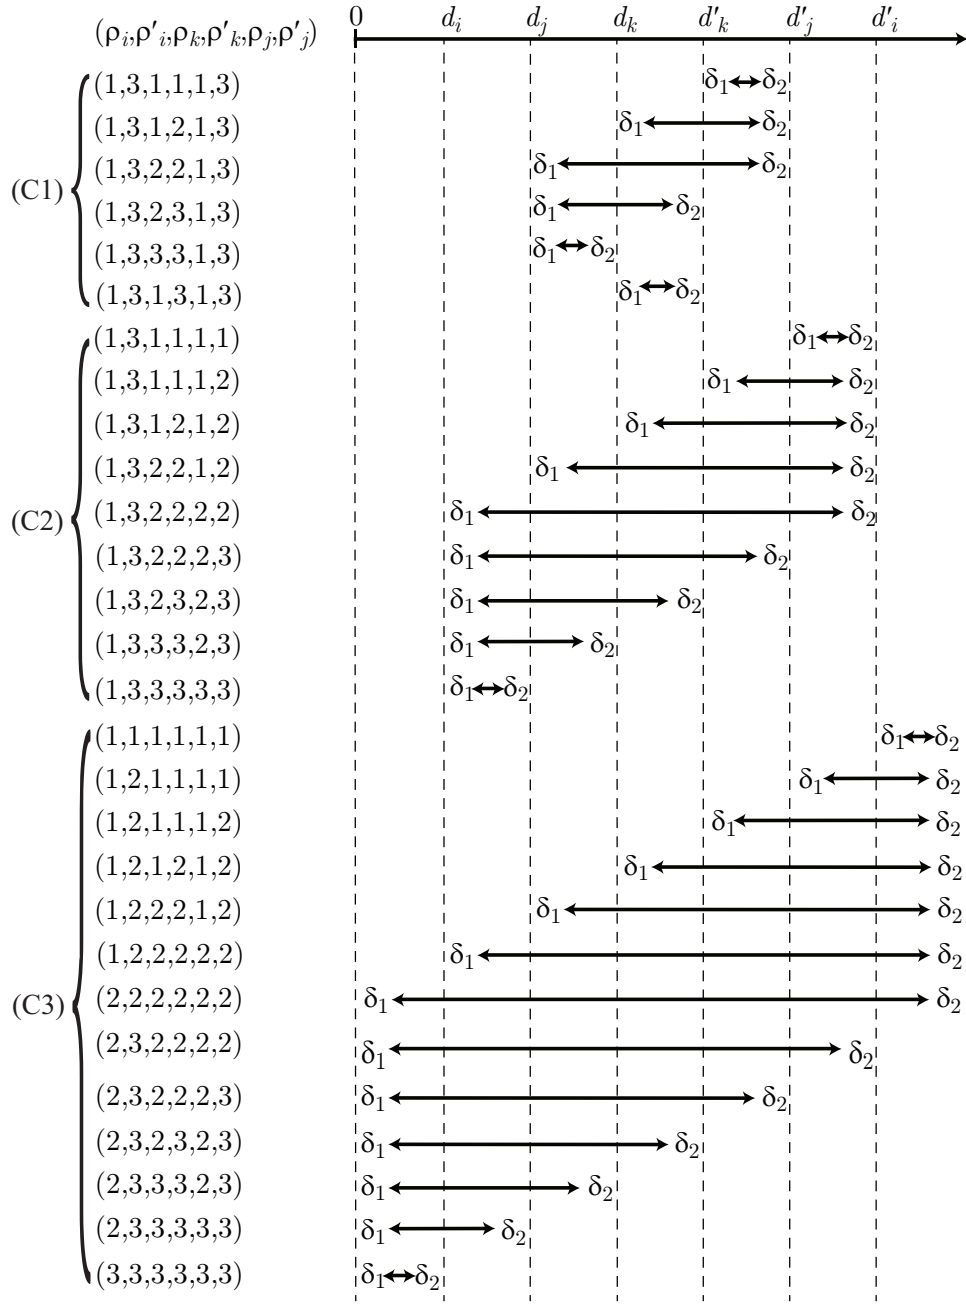 (ρi,ρ'i,ρk,ρ'k,ρj,ρ'j) 0 di dj dk d'k d'j d'i
(1,3,1,1,1,3) δ1 δ2
(1,3,1,2,1,3) δ1 δ2
(1,3,2,2,1,3) δ1 δ2
(C1)
(1,3,2,3,1,3) δ1 δ2
(1,3,3,3,1,3) δ1 δ2
(1,3,1,3,1,3) δ1 δ2
(1,3,1,1,1,1) δ1 δ2
(1,3,1,1,1,2) δ1 δ2
(1,3,1,2,1,2) δ1 δ2
(1,3,2,2,1,2) δ1 δ2
(C2)
(1,3,2,2,2,2) δ1 δ2
(1,3,2,2,2,3) δ1 δ2
(1,3,2,3,2,3) δ1 δ2
(1,3,3,3,2,3) δ1 δ2
(1,3,3,3,3,3) δ1 δ2
(1,1,1,1,1,1) δ1 δ2
(1,2,1,1,1,1) δ1 δ2
(1,2,1,1,1,2) δ1 δ2
(1,2,1,2,1,2) δ1 δ2
(1,2,2,2,1,2) δ1 δ2
(1,2,2,2,2,2) δ1 δ2
(C3)
(2,2,2,2,2,2) δ1 δ2
(2,3,2,2,2,2) δ1 δ2
(2,3,2,2,2,3) δ1 δ2
(2,3,2,3,2,3) δ1 δ2
(2,3,3,3,2,3) δ1 δ2
(2,3,3,3,3,3) δ1 δ2
(3,3,3,3,3,3) δ1 δ2